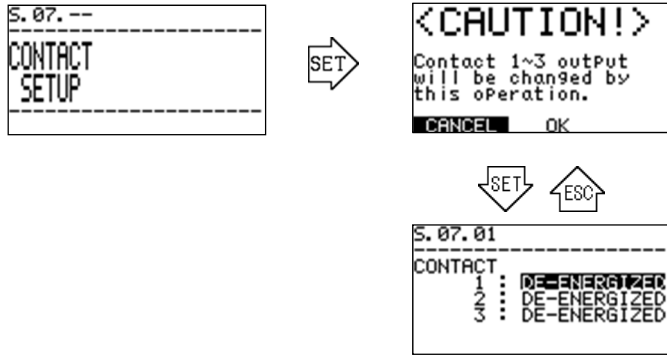 S.07.--
CONTACT
SETUP
SET
<CAUTION!>
Contact 1~3 output
will be changed by
this operation.
CANCEL OK
SET ESC
S.07.01
CONTACT
1 : DE-ENERGIZED
2 : DE-ENERGIZED
3 : DE-ENERGIZED